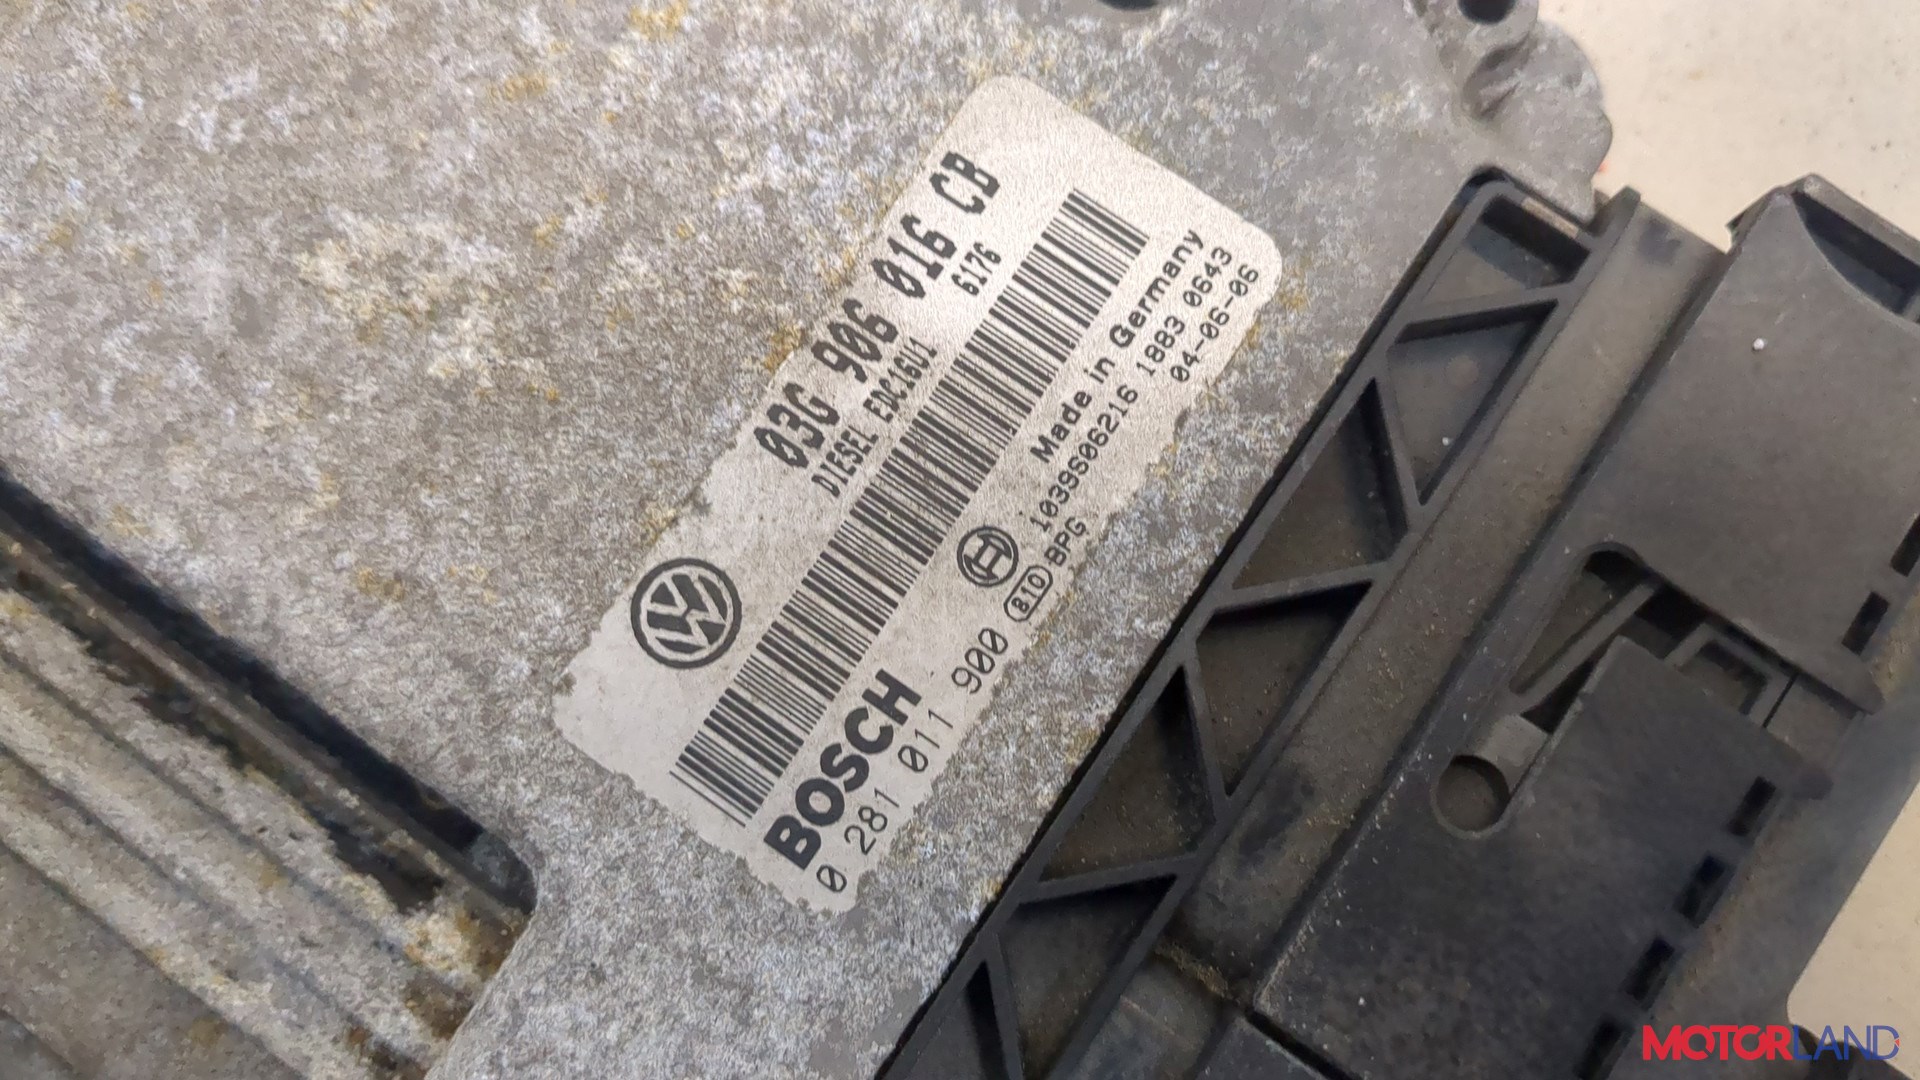 03G 906 016 CB
6176
DIESEL EDC16U1
Made in Germany
1039S06216 1883 0643
04-06-06
810 BPG
BOSCH
0 281 011 900
MOTORLAND